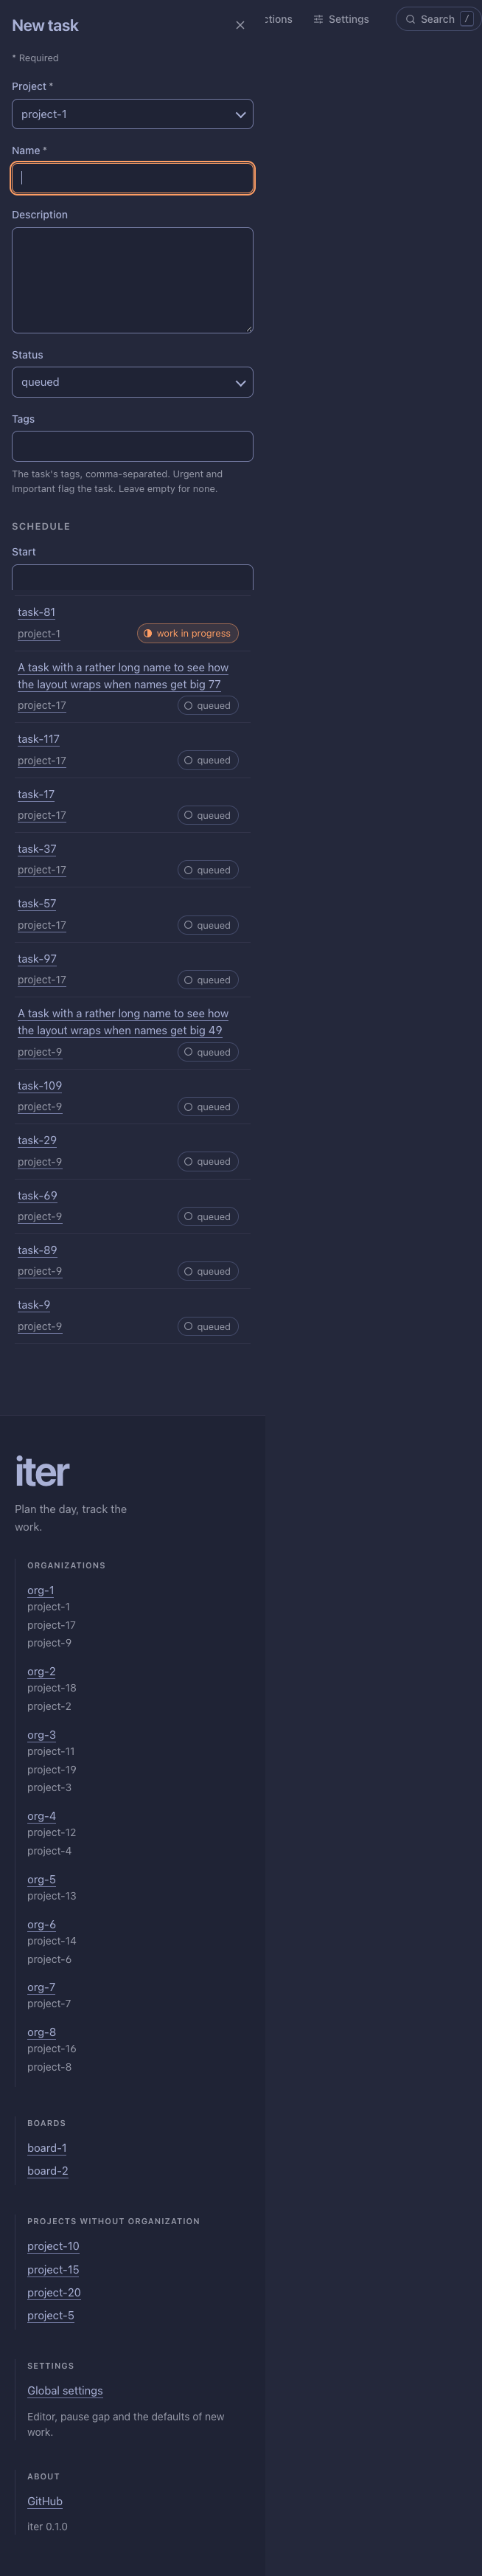 New task
ctions
Settings
Search /
* Required
Project *
project-1
Name *
Description
Status
queued
Tags
The task's tags, comma-separated. Urgent and
Important flag the task. Leave empty for none.
SCHEDULE
Start
task-81
project-1
work in progress
A task with a rather long name to see how
the layout wraps when names get big 77
project-17
queued
task-117
project-17
queued
task-17
project-17
queued
task-37
project-17
queued
task-57
project-17
queued
task-97
project-17
queued
A task with a rather long name to see how
the layout wraps when names get big 49
project-9
queued
task-109
project-9
queued
task-29
project-9
queued
task-69
project-9
queued
task-89
project-9
queued
task-9
project-9
queued
iter
Plan the day, track the
work.
ORGANIZATIONS
org-1
project-1
project-17
project-9
org-2
project-18
project-2
org-3
project-11
project-19
project-3
org-4
project-12
project-4
org-5
project-13
org-6
project-14
project-6
org-7
project-7
org-8
project-16
project-8
BOARDS
board-1
board-2
PROJECTS WITHOUT ORGANIZATION
project-10
project-15
project-20
project-5
SETTINGS
Global settings
Editor, pause gap and the defaults of new
work.
ABOUT
GitHub
iter 0.1.0